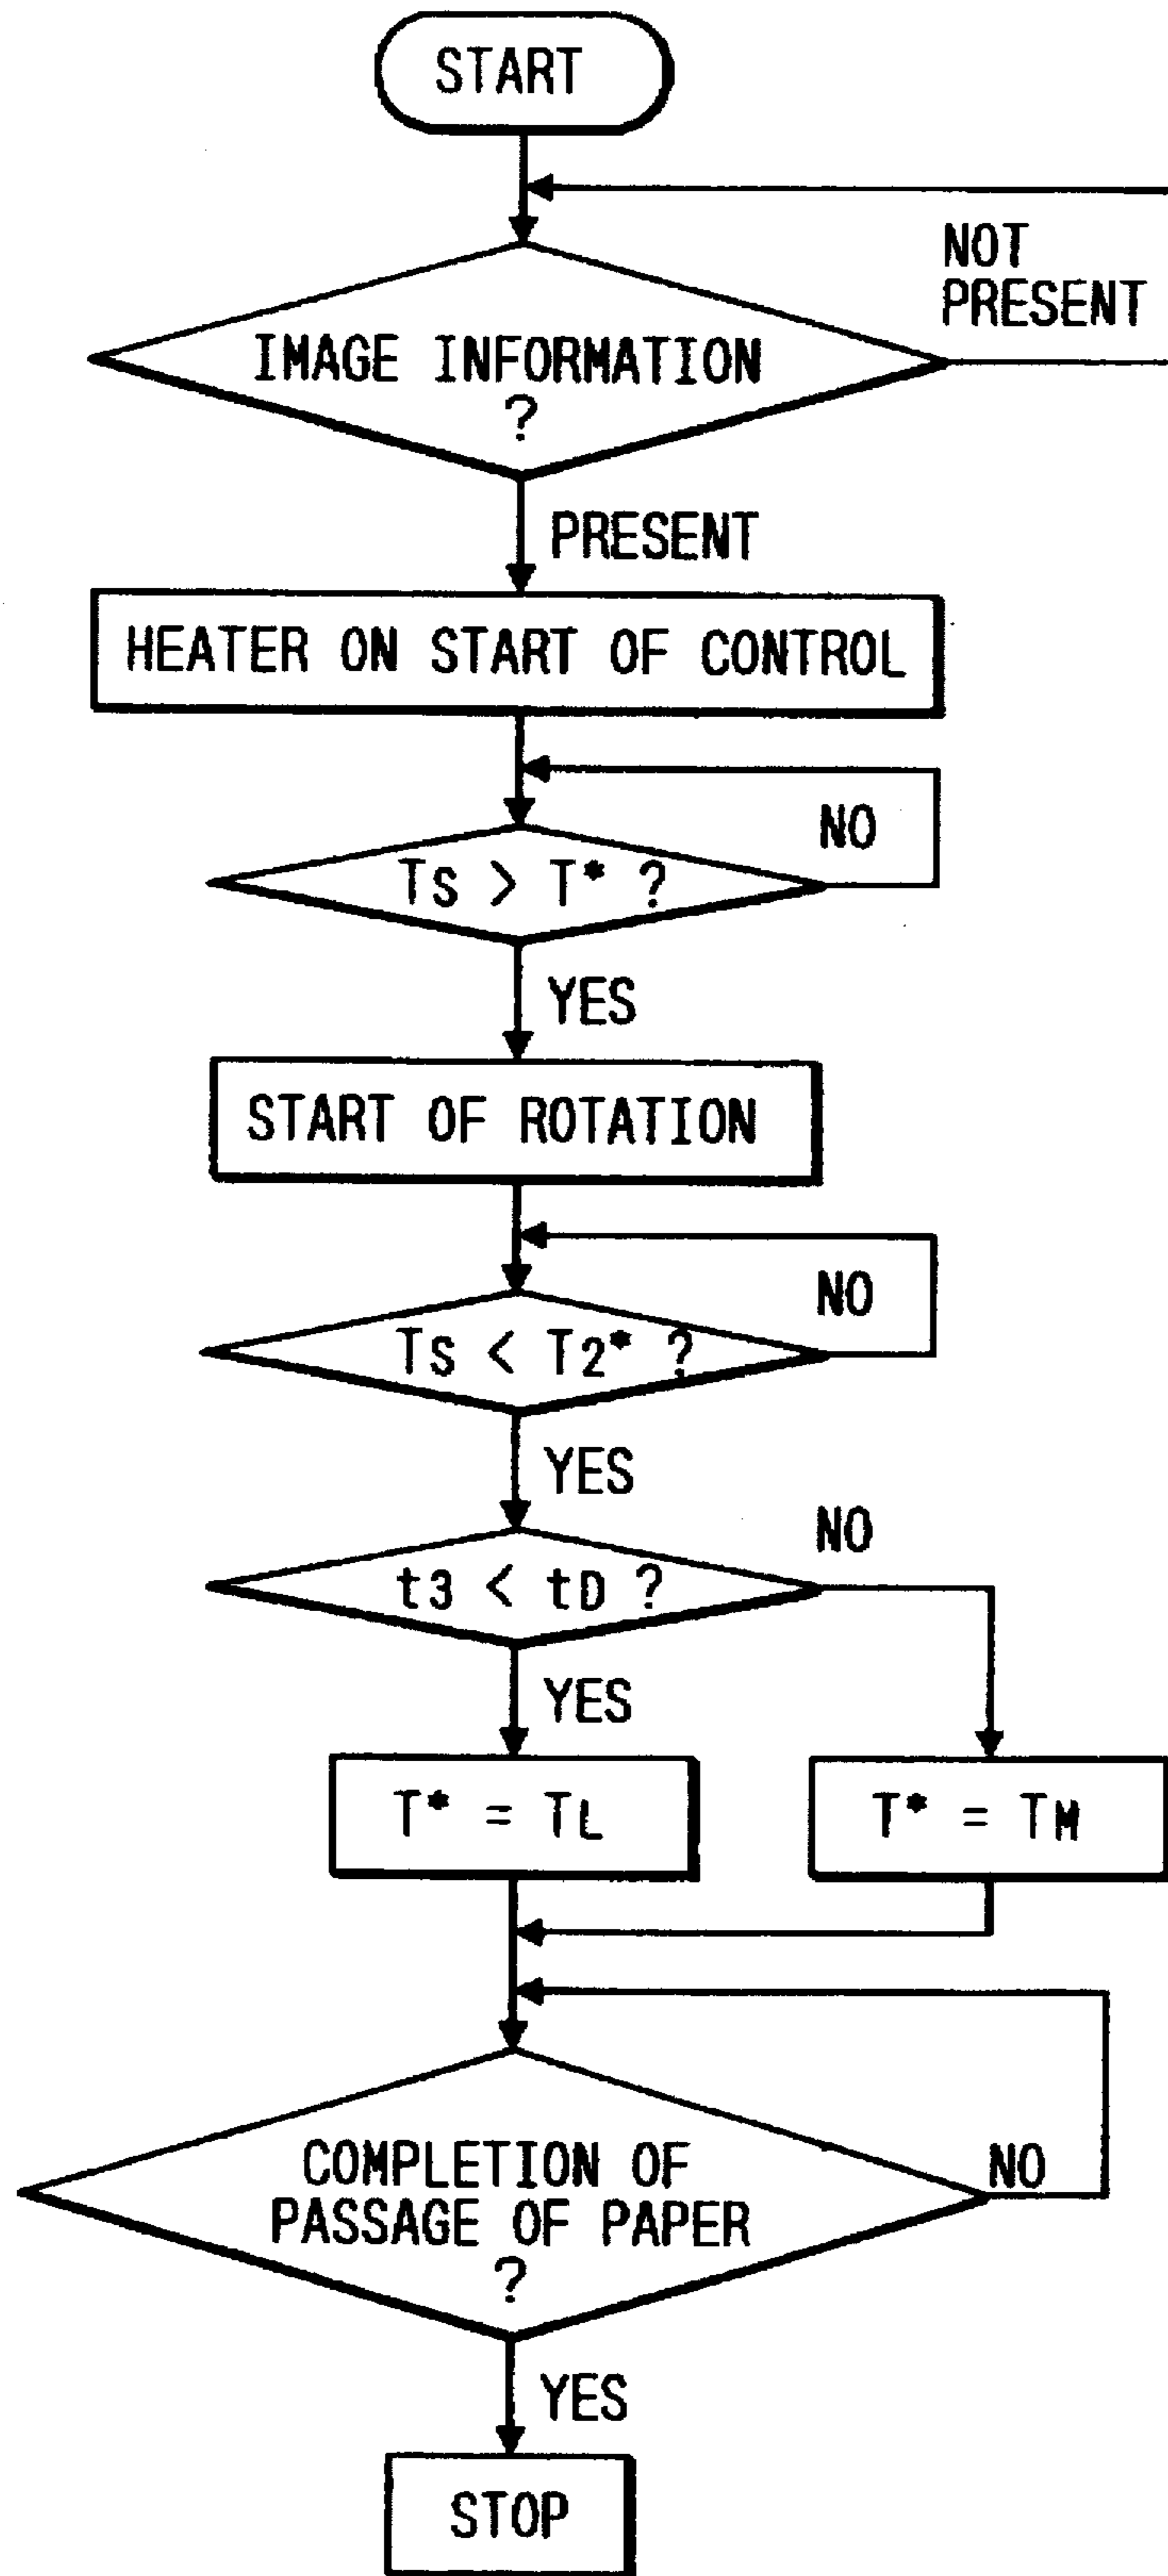 START
NOT
PRESENT
IMAGE INFORMATION
?
PRESENT
HEATER ON START OF CONTROL
NO
TS > T* ?
YES
START OF ROTATION
NO
TS < T2* ?
YES
NO
t3 < tD ?
YES
T* = TL
T* = TM
COMPLETION OF
PASSAGE OF PAPER
?
NO
YES
STOP